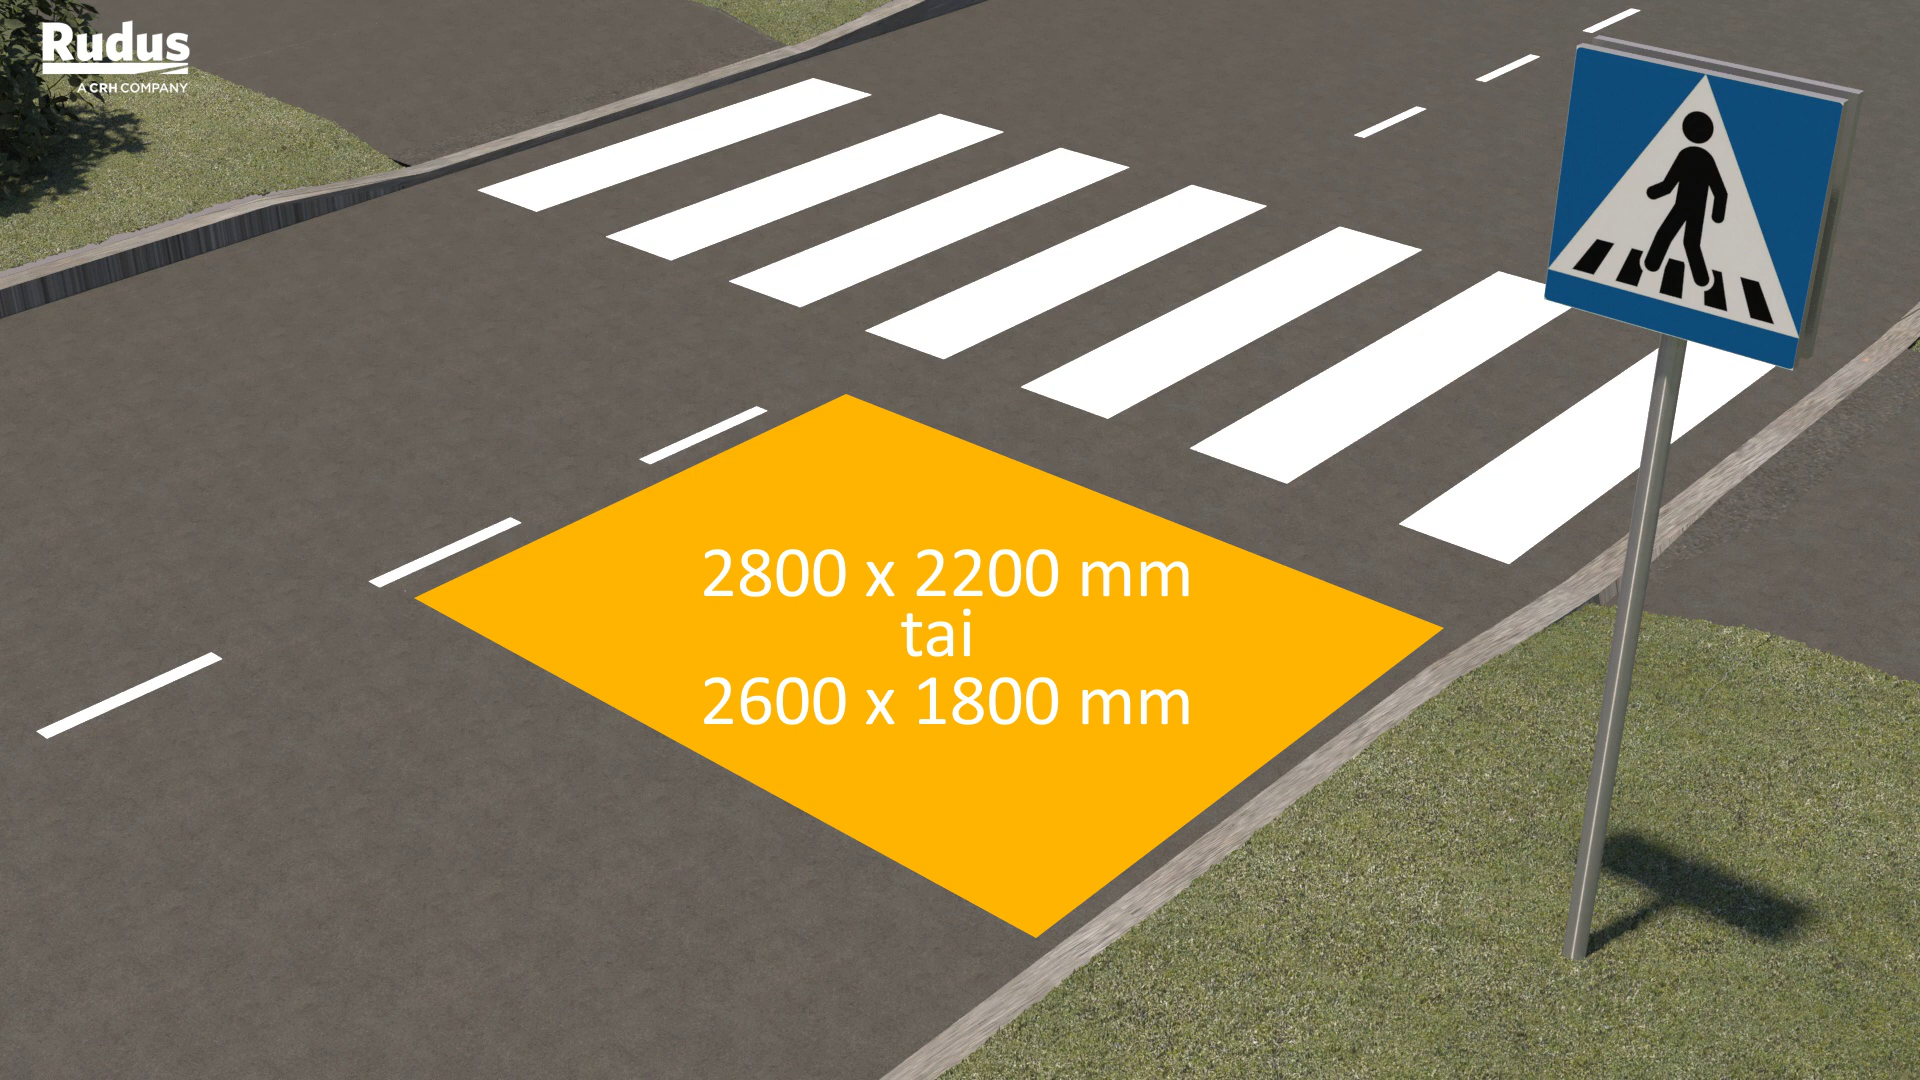 Rudus
A CRH COMPANY
2800 x 2200 mm
tai
2600 x 1800 mm